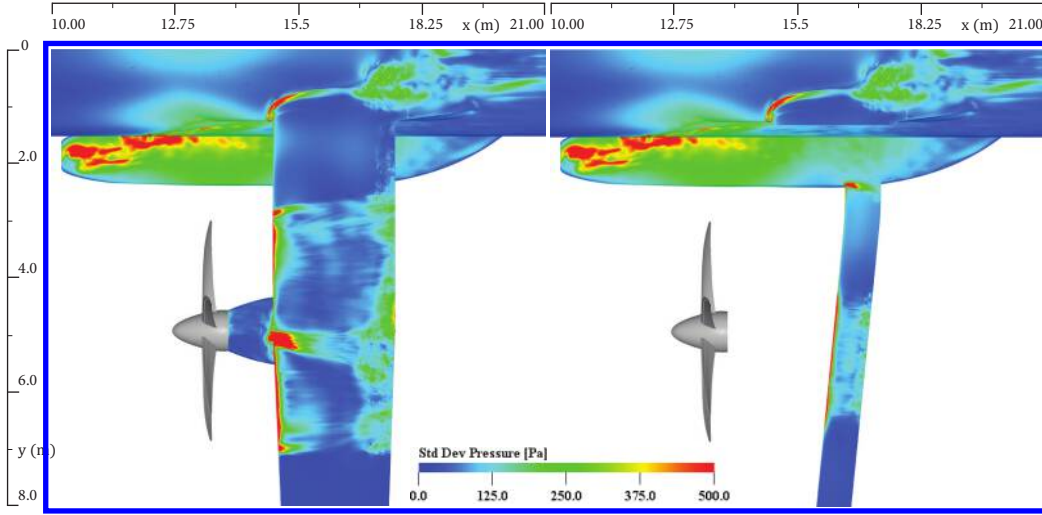 10.00 12.75 15.5 18.25 x (m) 21.00 10.00 12.75 15.5 18.25 x (m) 21.00
0
2.0
4.0
6.0
y (m)
8.0
Std Dev Pressure [Pa]
0.0 125.0 250.0 375.0 500.0